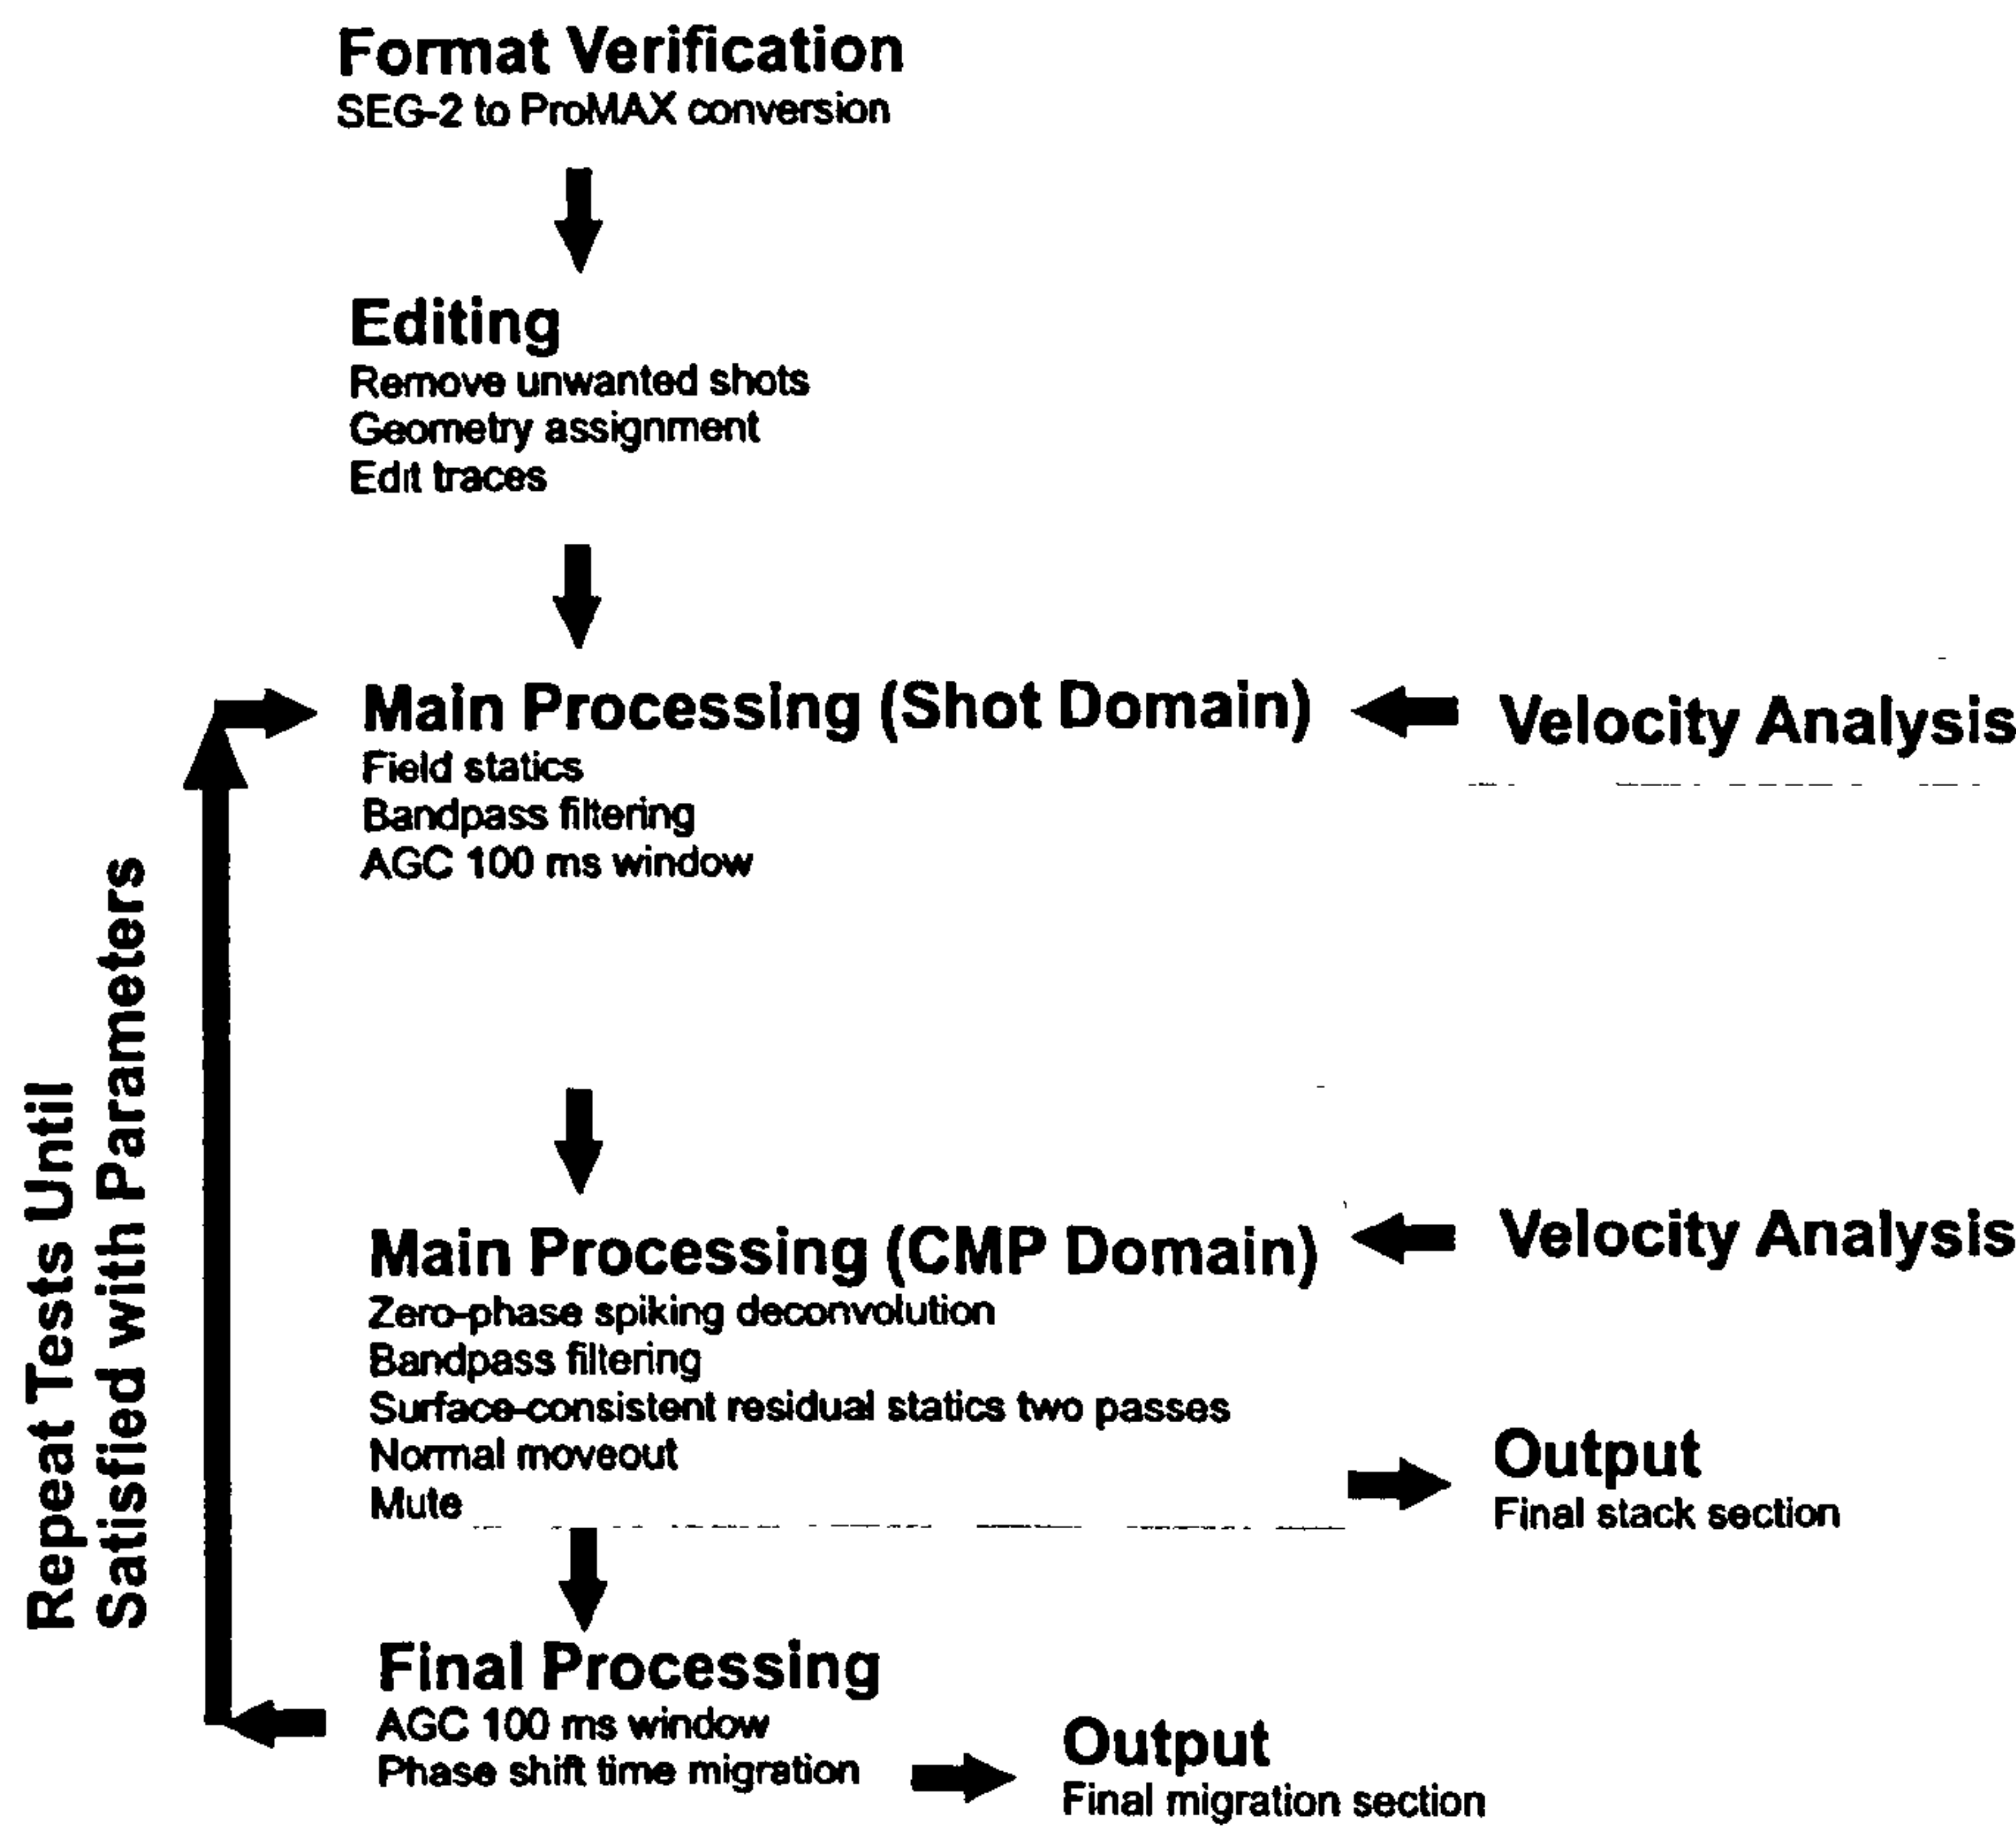 Format Verification
SEG-2 to ProMAX conversion
Editing
Remove unwanted shots
Geometry assignment
Edit traces
Main Processing (Shot Domain)
Velocity Analysis
Field statics
Bandpass filtering
AGC 100 ms window
Repeat Tests Until
Satisfied with Parameters
Main Processing (CMP Domain)
Velocity Analysis
Zero-phase spiking deconvolution
Bandpass filtering
Surface-consistent residual statics two passes
Normal moveout
Mute
Output
Final stack section
Final Processing
AGC 100 ms window
Phase shift time migration
Output
Final migration section